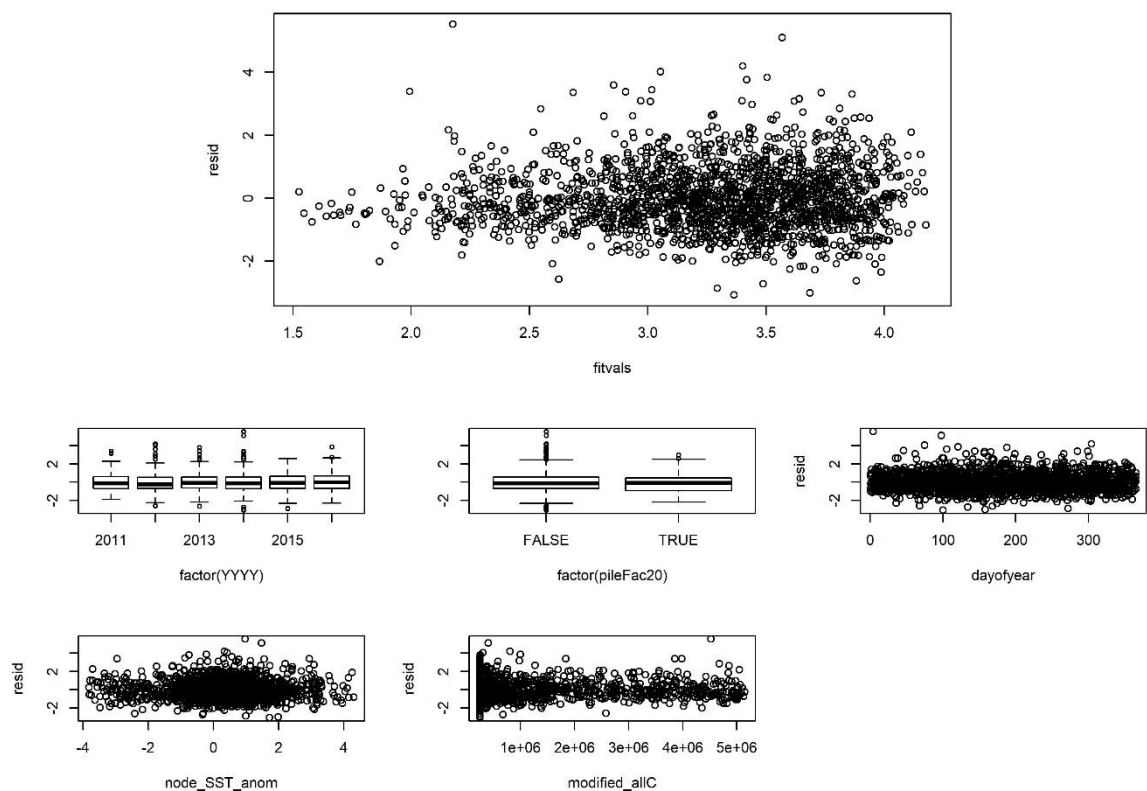 resid
4
2
0
-2
1.5 2.0 2.5 3.0 3.5 4.0
fitvals
2
-2
2011 2013 2015
factor(YYYY)
2
-2
FALSE TRUE
factor(pileFac20)
resid
2
-2
0 100 200 300
dayofyear
resid
2
-2
-4 -2 0 2 4
node_SST_anom
resid
2
-2
1e+06 2e+06 3e+06 4e+06 5e+06
modified_allC